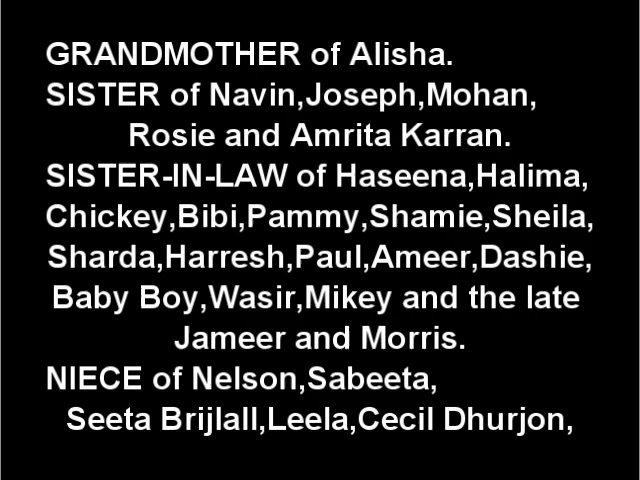 GRANDMOTHER of Alisha.
SISTER of Navin,Joseph,Mohan,
Rosie and Amrita Karran.
SISTER-IN-LAW of Haseena,Halima,
Chickey,Bibi,Pammy,Shamie,Sheila,
Sharda,Harresh,Paul,Ameer,Dashie,
Baby Boy,Wasir,Mikey and the late
Jameer and Morris.
NIECE of Nelson,Sabeeta,
Seeta Brijlall,Leela,Cecil Dhurjon,